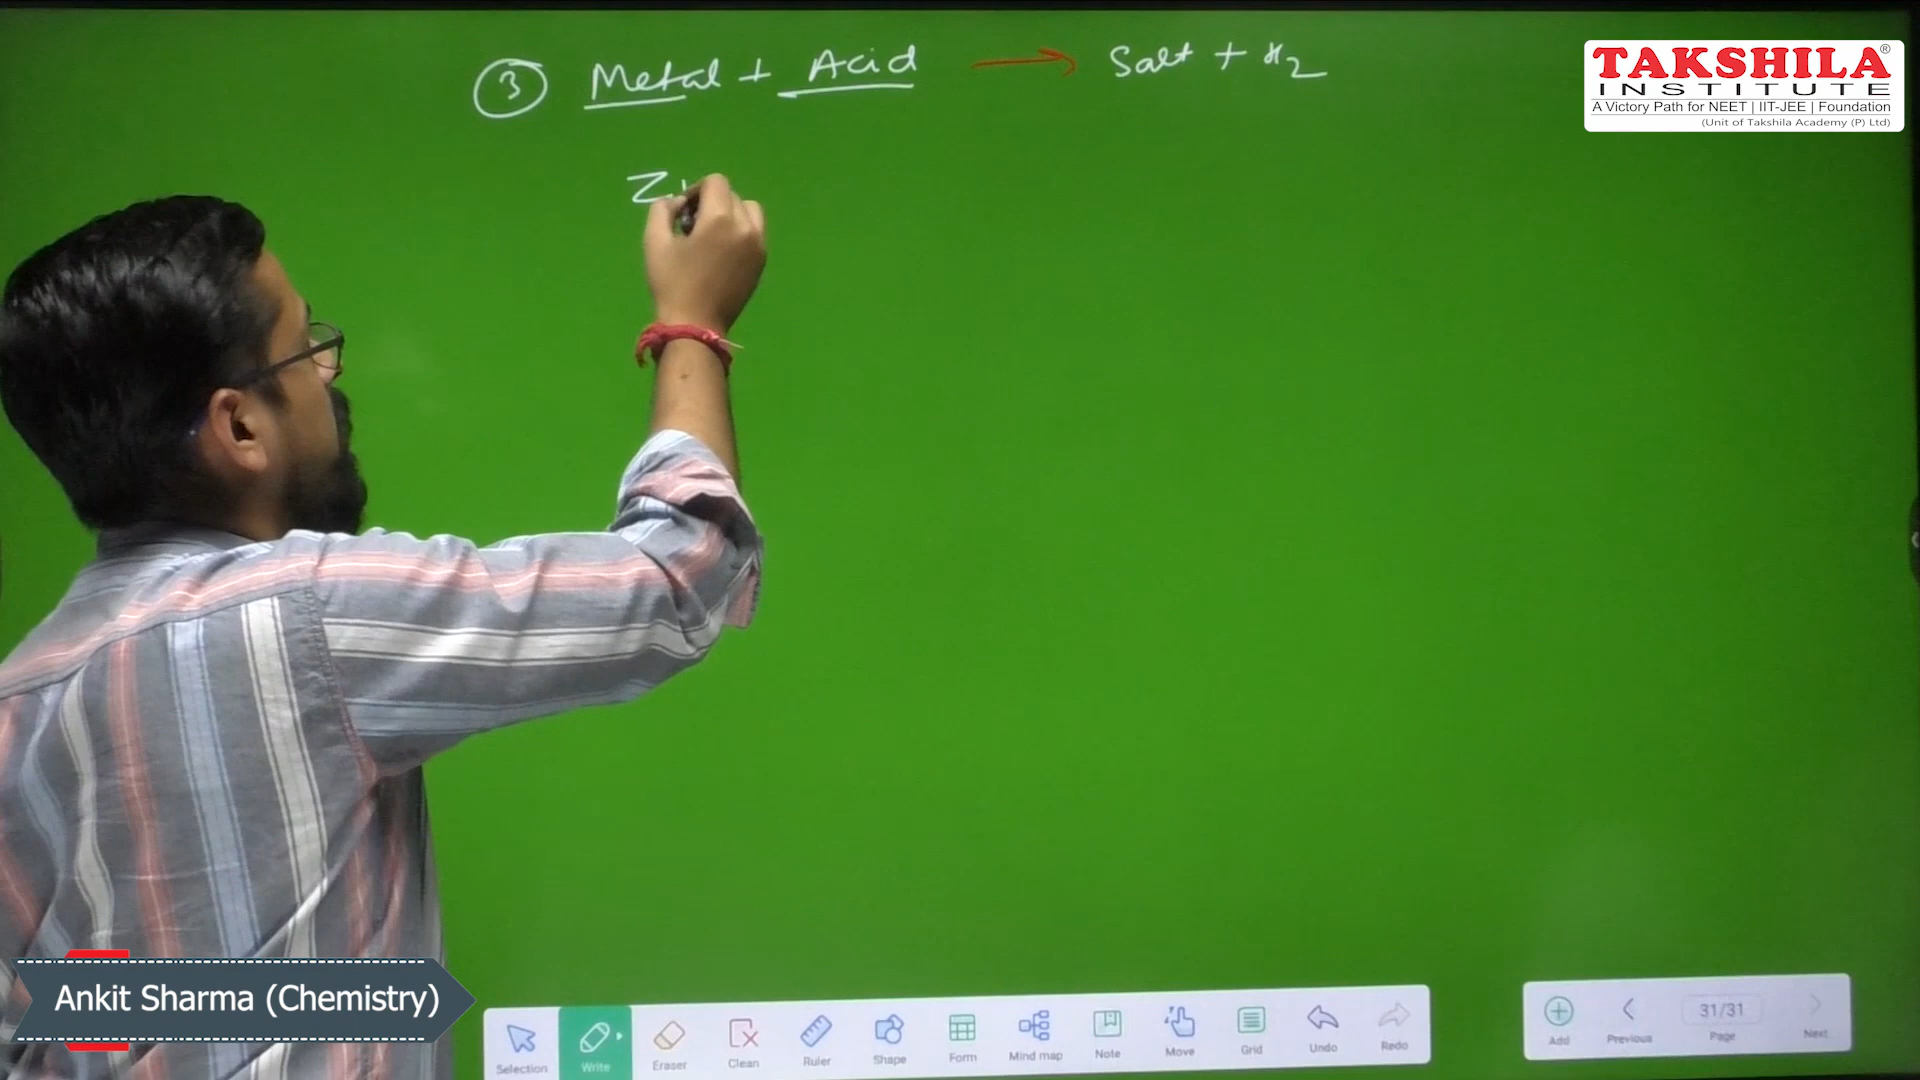 ③ Metal + Acid → Salt + H2
Z
TAKSHILA®
INSTITUTE
A Victory Path for NEET | IIT-JEE | Foundation
(Unit of Takshila Academy (P) Ltd)
Ankit Sharma (Chemistry)
Selection Write Eraser Clean Ruler Shape Form Mind map Note Move Grid Undo Redo
Add Previous 31/31 Page Next